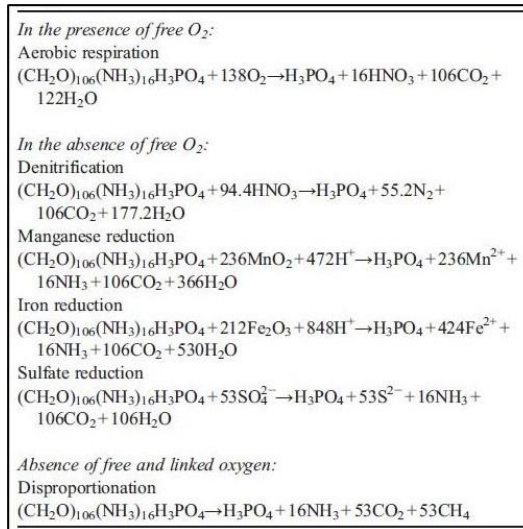 In the presence of free O₂:
Aerobic respiration
(CH₂O)₁₀₆(NH₃)₁₆H₃PO₄+138O₂→H₃PO₄+16HNO₃+106CO₂+
122H₂O
In the absence of free O₂:
Denitrification
(CH₂O)₁₀₆(NH₃)₁₆H₃PO₄+94.4HNO₃→H₃PO₄+55.2N₂+
106CO₂+177.2H₂O
Manganese reduction
(CH₂O)₁₀₆(NH₃)₁₆H₃PO₄+236MnO₂+472H⁺→H₃PO₄+236Mn²⁺+
16NH₃+106CO₂+366H₂O
Iron reduction
(CH₂O)₁₀₆(NH₃)₁₆H₃PO₄+212Fe₂O₃+848H⁺→H₃PO₄+424Fe²⁺+
16NH₃+106CO₂+530H₂O
Sulfate reduction
(CH₂O)₁₀₆(NH₃)₁₆H₃PO₄+53SO₄²⁻→H₃PO₄+53S²⁻+16NH₃+
106CO₂+106H₂O
Absence of free and linked oxygen:
Disproportionation
(CH₂O)₁₀₆(NH₃)₁₆H₃PO₄→H₃PO₄+16NH₃+53CO₂+53CH₄